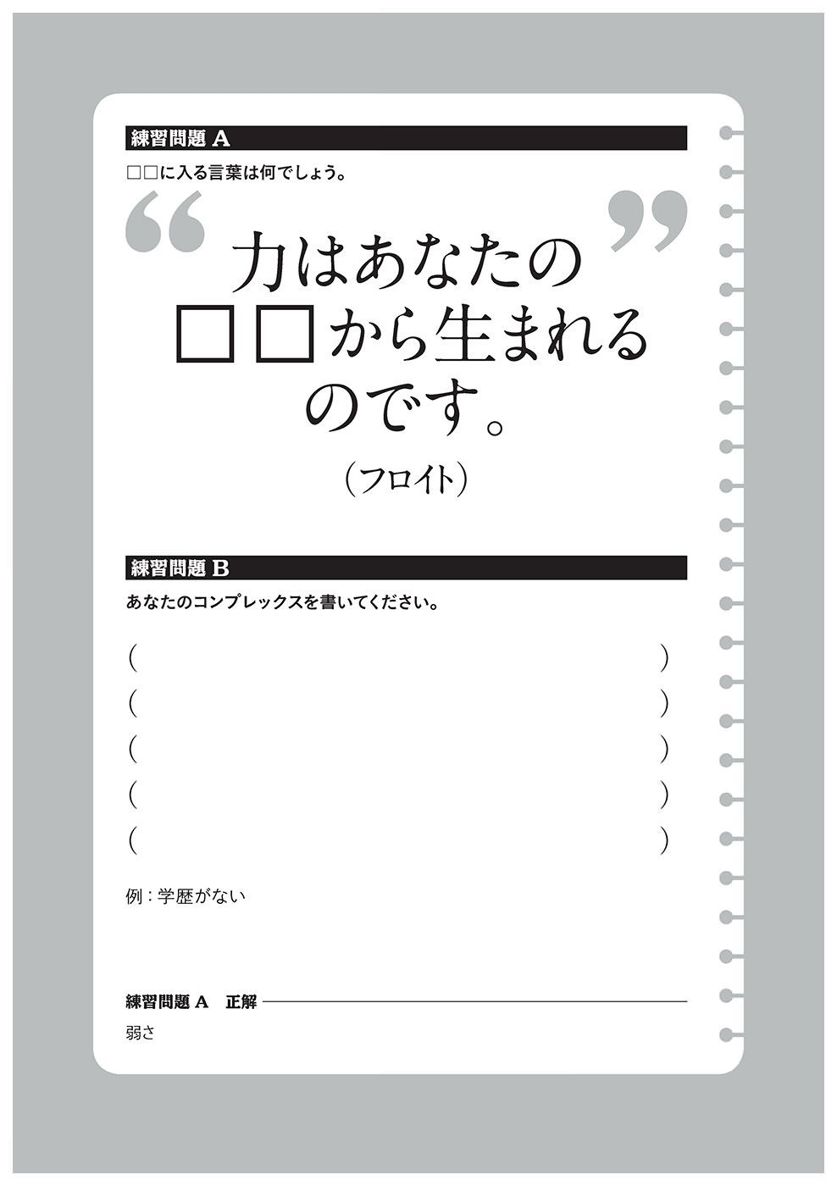 練習問題 A
□□に入る言葉は何でしょう。
“力はあなたの
□□から生まれる
のです。”
（フロイト）
練習問題 B
あなたのコンプレックスを書いてください。
（　　　　　）
（　　　　　）
（　　　　　）
（　　　　　）
（　　　　　）
例：学歴がない
練習問題 A　正解
弱さ